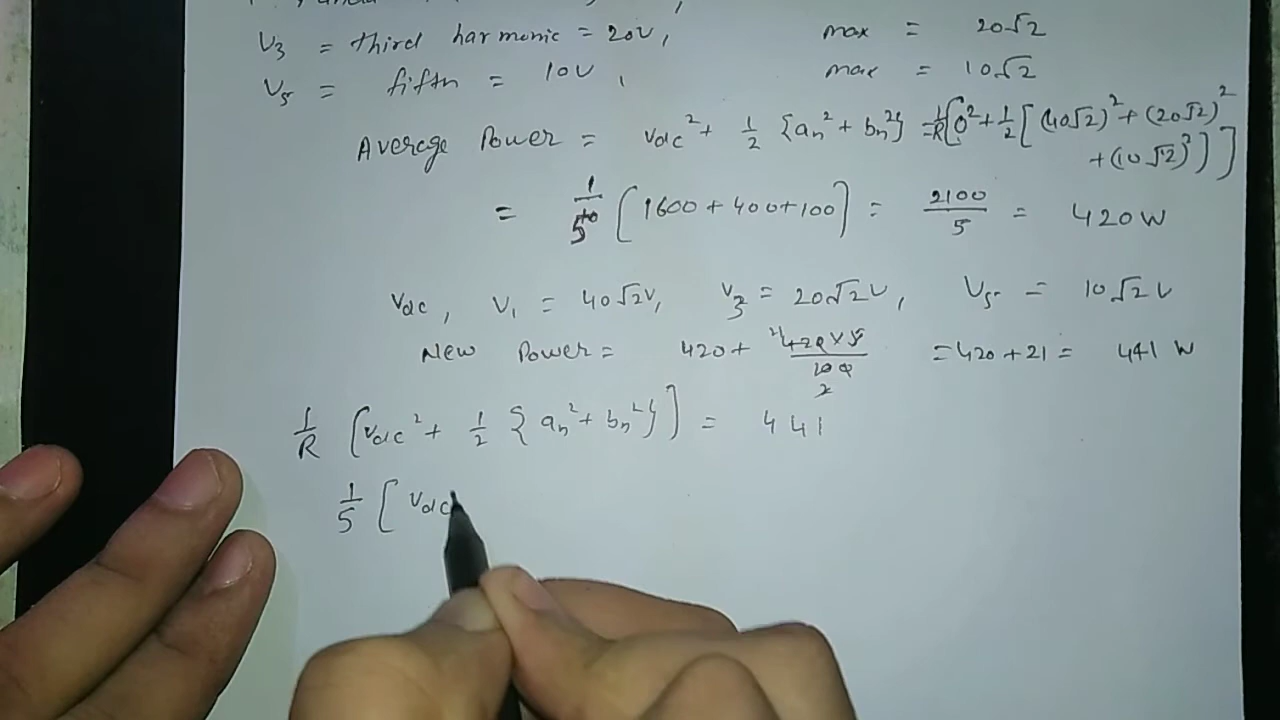 V3 = third harmonic = 20V, max = 20√2
V5 = fifth = 10V, max = 10√2
Average Power = Vdc² + 1/2 {an² + bn²} = 1/R [0² + 1/2 [(40√2)² + (20√2)² + (10√2)²]]
= 1/5 [1600 + 400 + 100] = 2100/5 = 420 W
Vdc, V1 = 40√2V, V3 = 20√2V, V5 = 10√2V
New Power = 420 + 420×5/100 = 420 + 21 = 441 W
1/R [Vdc² + 1/2 {an² + bn²}] = 441
1/5 [Vdc